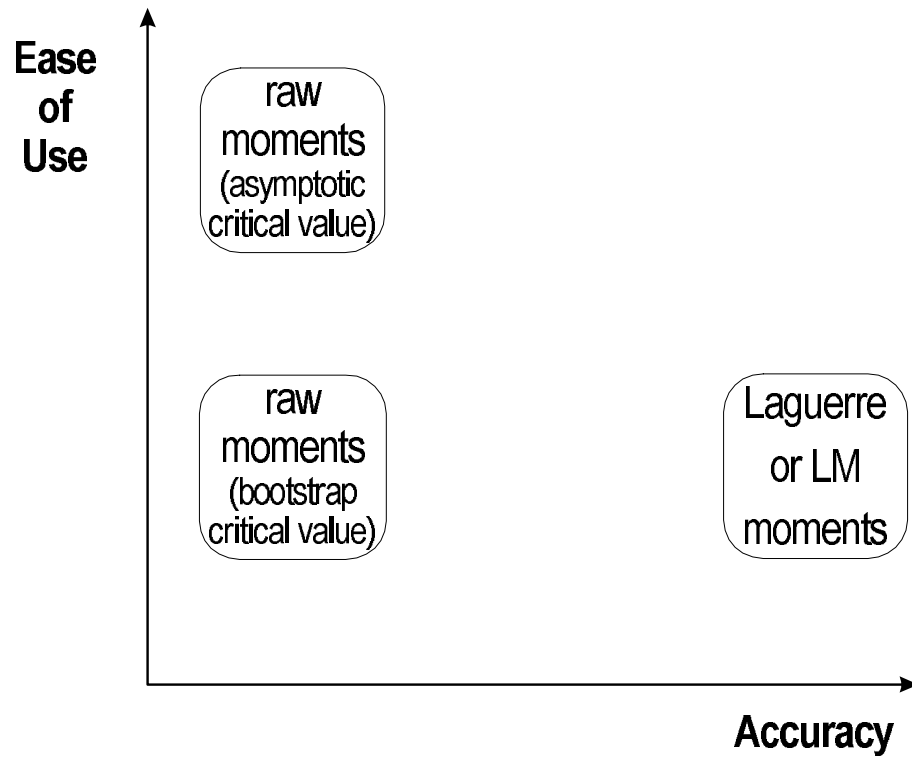 Ease
of
Use
raw
moments
(asymptotic
critical value)
raw
moments
(bootstrap
critical value)
Laguerre
or LM
moments
Accuracy